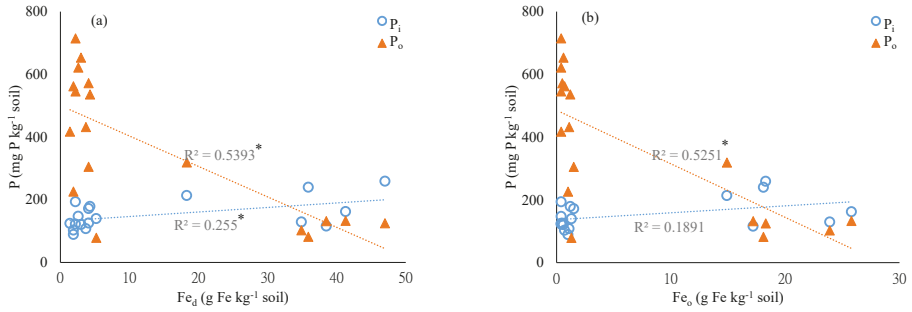 (a)
P (mg P kg⁻¹ soil)
800
600
400
200
0
Pᵢ
Pₒ
R² = 0.5393*
R² = 0.255*
0 10 20 30 40 50
Fe_d (g Fe kg⁻¹ soil)
(b)
P (mg P kg⁻¹ soil)
800
600
400
200
0
Pᵢ
Pₒ
R² = 0.5251*
R² = 0.1891
0 10 20 30
Feₒ (g Fe kg⁻¹ soil)